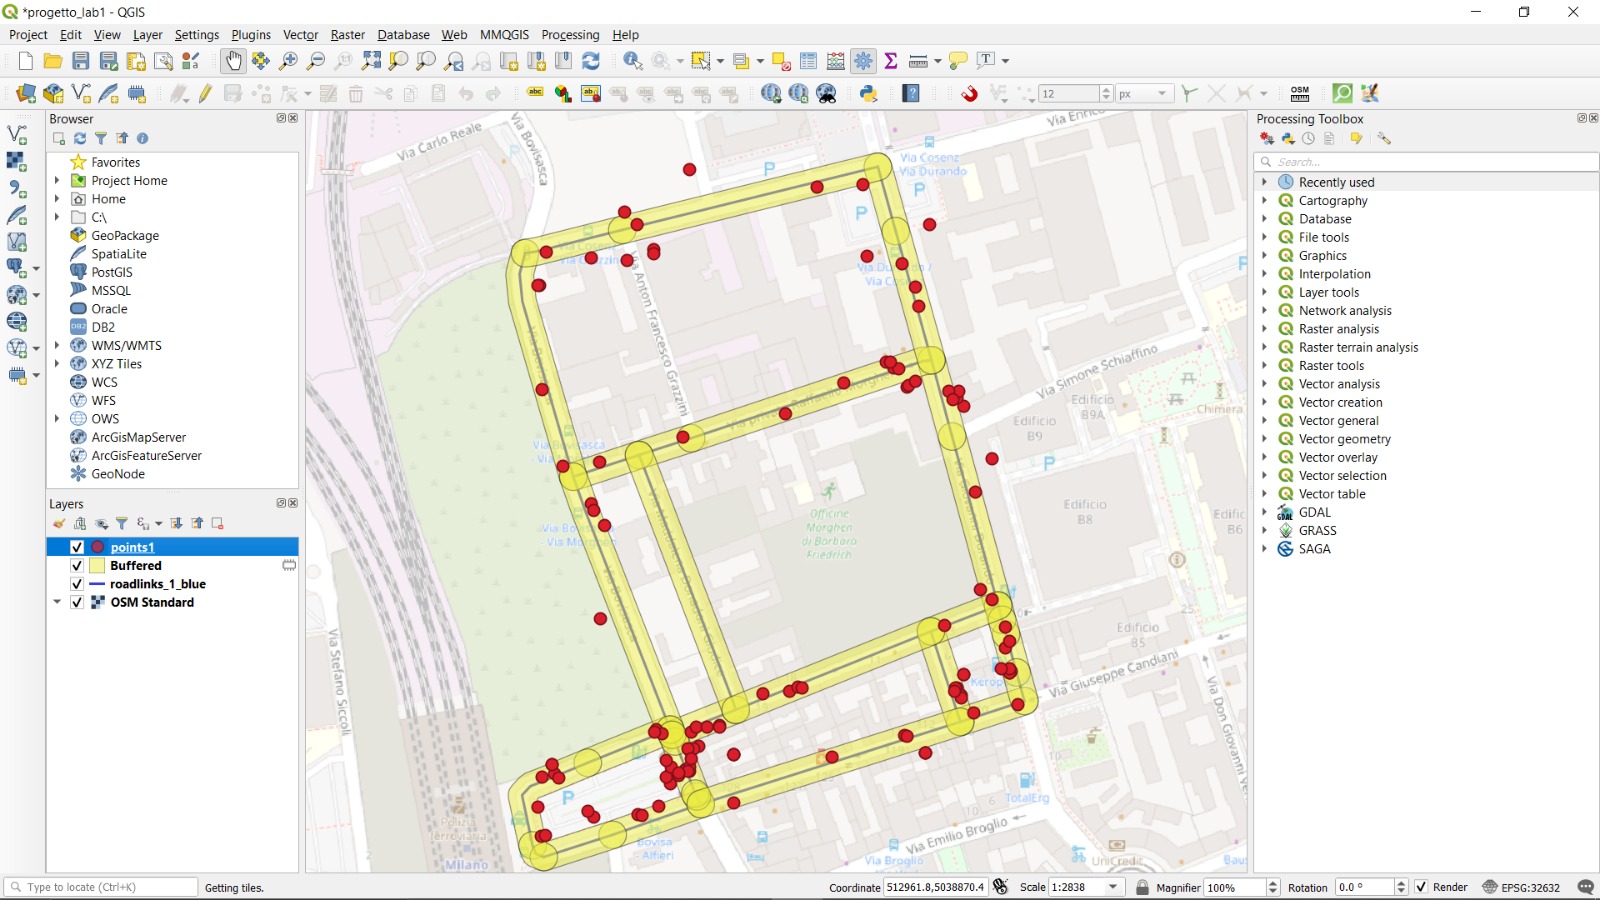 *progetto_lab1 - QGIS
Project Edit View Layer Settings Plugins Vector Raster Database Web MMQGIS Processing Help
12 px OSM
Browser
Favorites
Project Home
Home
C:\
GeoPackage
SpatiaLite
PostGIS
MSSQL
Oracle
DB2
WMS/WMTS
XYZ Tiles
WCS
WFS
OWS
ArcGisMapServer
ArcGisFeatureServer
GeoNode
Layers
points1
Buffered
roadlinks_1_blue
OSM Standard
Via Carlo Reale
Via Bovisasca
Via Enric
Via Cosenz
Via Durando
Via Anton Francesco Grazzini
Via Simone Schiaffino
Edificio
B9A
Edificio
B9
Chimera
Edificio
B8
Edific
B6
Officine
Morghen
di Barbara
Friedrich
Edificio
B5
25
Via Giuseppe Candiani
Via Don Giovanni
Via Stefano Siccoli
TotalErg
Via Emilio Broglio
Bovisa
- Alfieri
Via Broglio
UniCredit
Baus
Polizia
ferroviaria
Milano
Processing Toolbox
Search...
Recently used
Cartography
Database
File tools
Graphics
Interpolation
Layer tools
Network analysis
Raster analysis
Raster terrain analysis
Raster tools
Vector analysis
Vector creation
Vector general
Vector geometry
Vector overlay
Vector selection
Vector table
GDAL
GRASS
SAGA
Type to locate (Ctrl+K) Getting tiles. Coordinate 512961.8,5038870.4 Scale 1:2838 Magnifier 100% Rotation 0.0 ° Render EPSG:32632